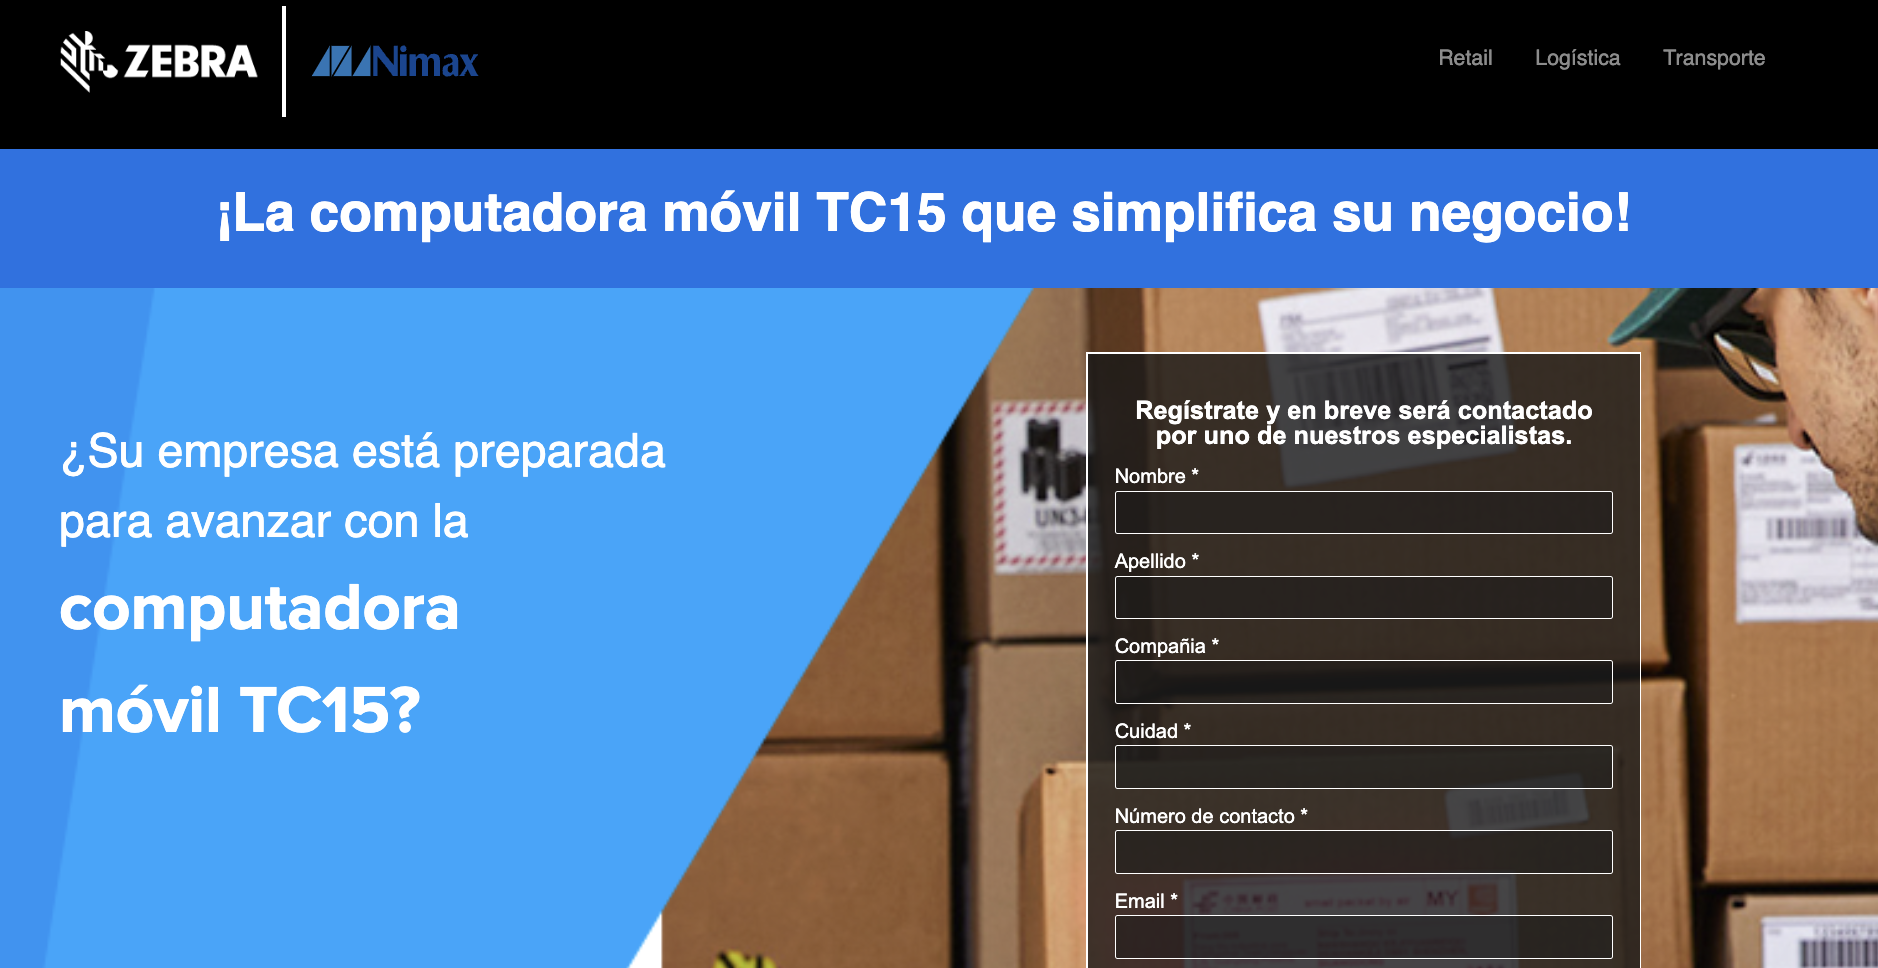 ZEBRA
Nimax
Retail
Logística
Transporte
¡La computadora móvil TC15 que simplifica su negocio!
¿Su empresa está preparada
para avanzar con la
computadora
móvil TC15?
Regístrate y en breve será contactado
por uno de nuestros especialistas.
Nombre *
Apellido *
Compañia *
Cuidad *
Número de contacto *
Email *
MY